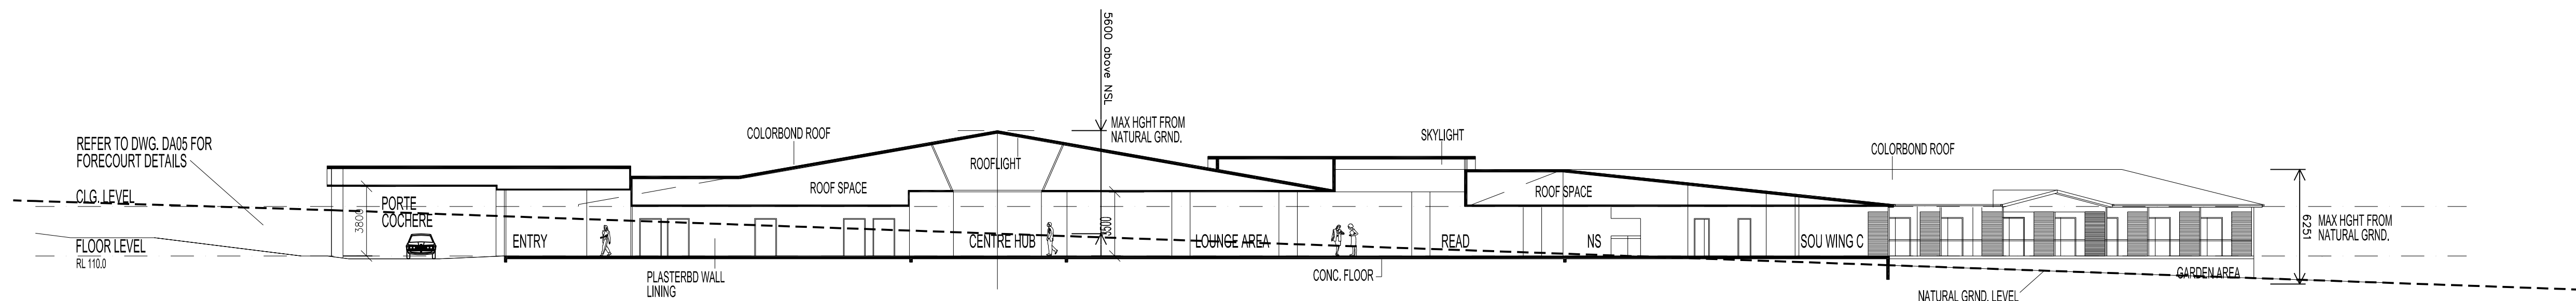 5600 above NSL
MAX HGHT FROM
NATURAL GRND.
COLORBOND ROOF
SKYLIGHT
REFER TO DWG. DA05 FOR
FORECOURT DETAILS
ROOFLIGHT
COLORBOND ROOF
ROOF SPACE
ROOF SPACE
CLG. LEVEL
PORTE
COCHERE
3800
3500
6251
MAX HGHT FROM
NATURAL GRND.
FLOOR LEVEL
RL 110.0
ENTRY
CENTRE HUB
LOUNGE AREA
READ
NS
SOU WING C
PLASTERBD WALL
LINING
CONC. FLOOR
GARDEN AREA
NATURAL GRND. LEVEL